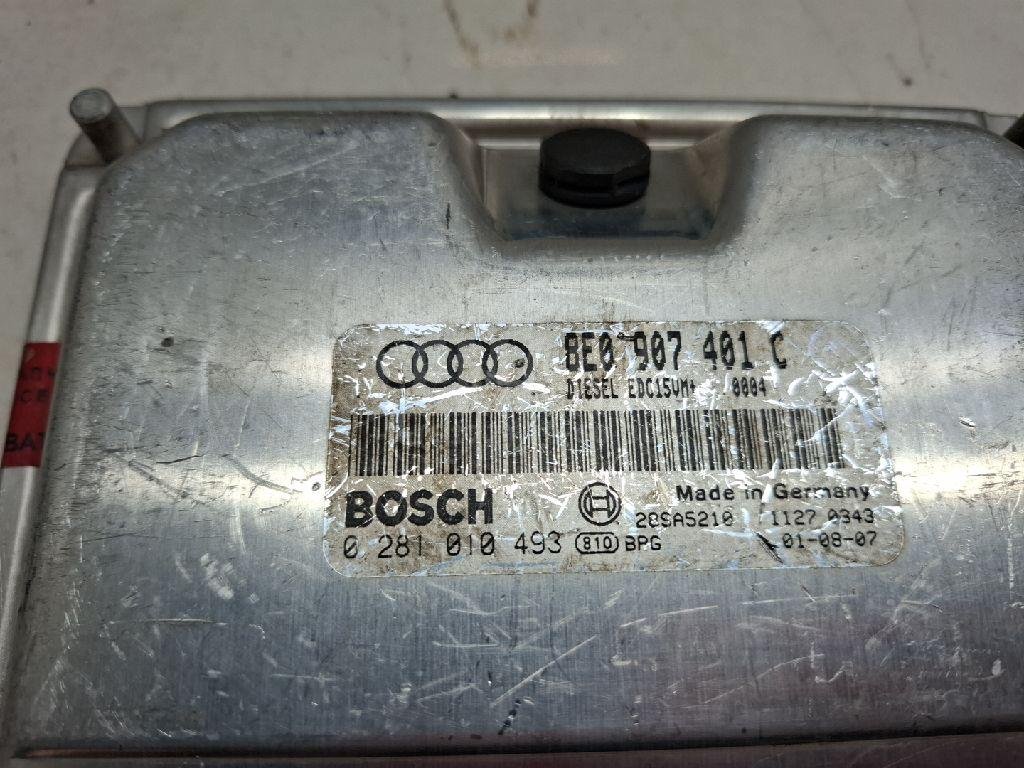 8E0 907 401 C
DIESEL EDC15VM+ 0004
BOSCH
Made in Germany
28SA5210 1127 0343
0 281 010 493 810 BPG
01-08-07